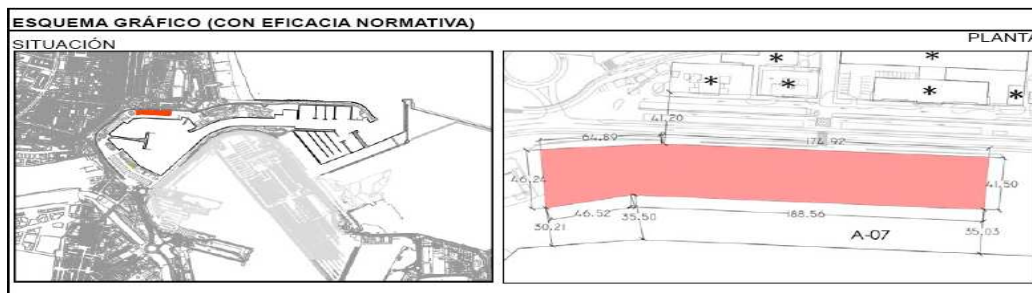 ESQUEMA GRÁFICO (CON EFICACIA NORMATIVA)
SITUACIÓN
PLANTA
* * * * *
41.20
64.89
174.92
46.24
41.50
46.52
35.50
188.56
30.21
35.03
A-07